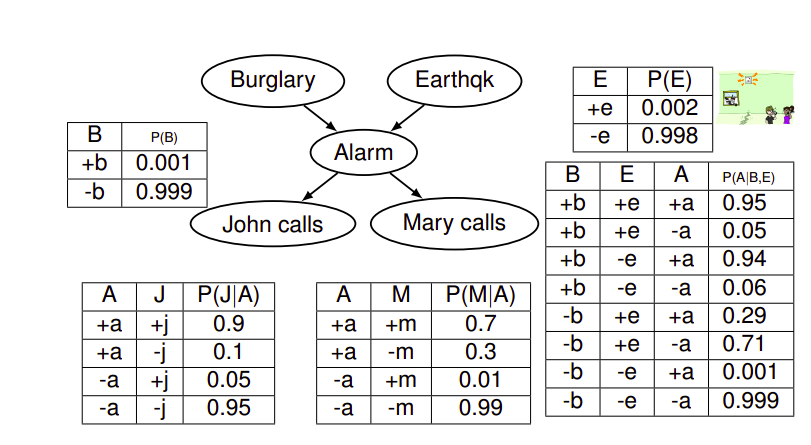 Burglary
Earthqk
Alarm
John calls
Mary calls
E P(E)
+e 0.002
-e 0.998
B P(B)
+b 0.001
-b 0.999
B E A P(A|B,E)
+b +e +a 0.95
+b +e -a 0.05
+b -e +a 0.94
+b -e -a 0.06
-b +e +a 0.29
-b +e -a 0.71
-b -e +a 0.001
-b -e -a 0.999
A J P(J|A)
+a +j 0.9
+a -j 0.1
-a +j 0.05
-a -j 0.95
A M P(M|A)
+a +m 0.7
+a -m 0.3
-a +m 0.01
-a -m 0.99